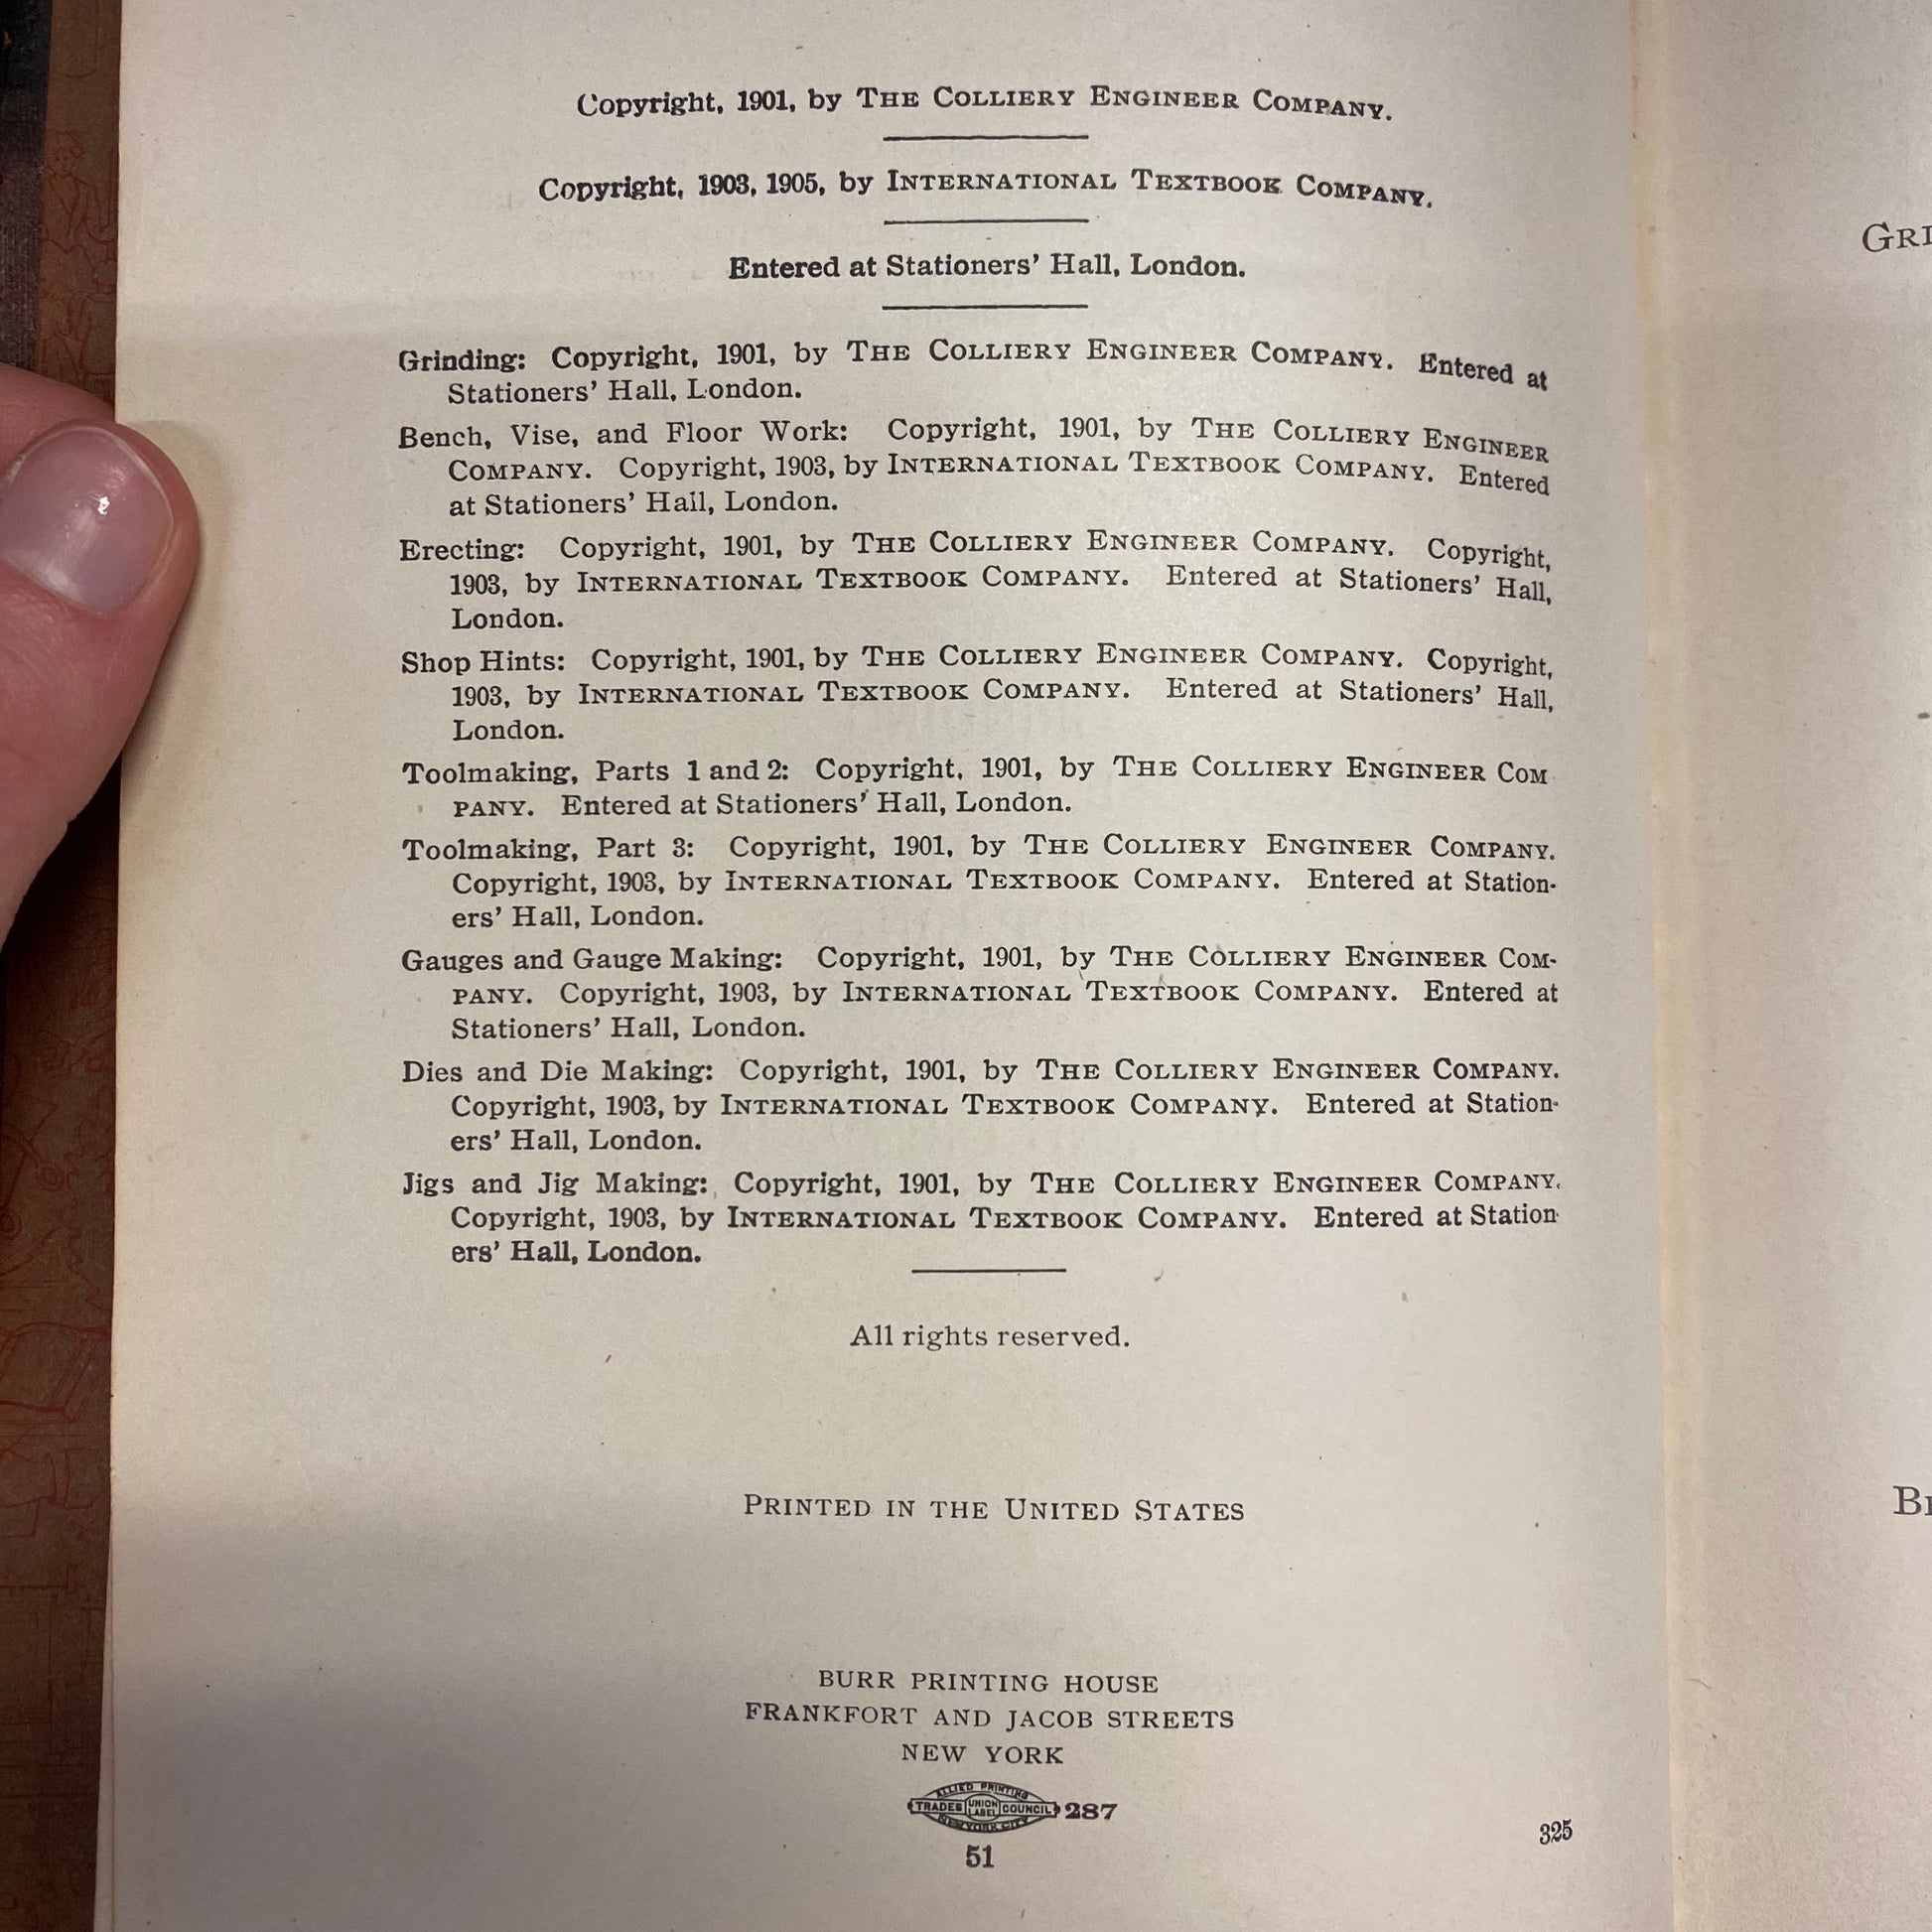 Copyright, 1901, by THE COLLIERY ENGINEER COMPANY.
Copyright, 1903, 1905, by INTERNATIONAL TEXTBOOK COMPANY.
Entered at Stationers' Hall, London.
Grinding: Copyright, 1901, by THE COLLIERY ENGINEER COMPANY. Entered at
Stationers' Hall, London.
Bench, Vise, and Floor Work: Copyright, 1901, by THE COLLIERY ENGINEER
COMPANY. Copyright, 1903, by INTERNATIONAL TEXTBOOK COMPANY. Entered
at Stationers' Hall, London.
Erecting: Copyright, 1901, by THE COLLIERY ENGINEER COMPANY. Copyright,
1903, by INTERNATIONAL TEXTBOOK COMPANY. Entered at Stationers' Hall,
London.
Shop Hints: Copyright, 1901, by THE COLLIERY ENGINEER COMPANY. Copyright,
1903, by INTERNATIONAL TEXTBOOK COMPANY. Entered at Stationers' Hall,
London.
Toolmaking, Parts 1 and 2: Copyright, 1901, by THE COLLIERY ENGINEER COM
PANY. Entered at Stationers' Hall, London.
Toolmaking, Part 3: Copyright, 1901, by THE COLLIERY ENGINEER COMPANY.
Copyright, 1903, by INTERNATIONAL TEXTBOOK COMPANY. Entered at Station-
ers' Hall, London.
Gauges and Gauge Making: Copyright, 1901, by THE COLLIERY ENGINEER COM-
PANY. Copyright, 1903, by INTERNATIONAL TEXTBOOK COMPANY. Entered at
Stationers' Hall, London.
Dies and Die Making: Copyright, 1901, by THE COLLIERY ENGINEER COMPANY.
Copyright, 1903, by INTERNATIONAL TEXTBOOK COMPANY. Entered at Station-
ers' Hall, London.
Jigs and Jig Making: Copyright, 1901, by THE COLLIERY ENGINEER COMPANY.
Copyright, 1903, by INTERNATIONAL TEXTBOOK COMPANY. Entered at Station-
ers' Hall, London.
All rights reserved.
PRINTED IN THE UNITED STATES
BURR PRINTING HOUSE
FRANKFORT AND JACOB STREETS
NEW YORK
ALLIED PRINTING
TRADES UNION LABEL COUNCIL 287
NEW YORK CITY
51
325
GRI